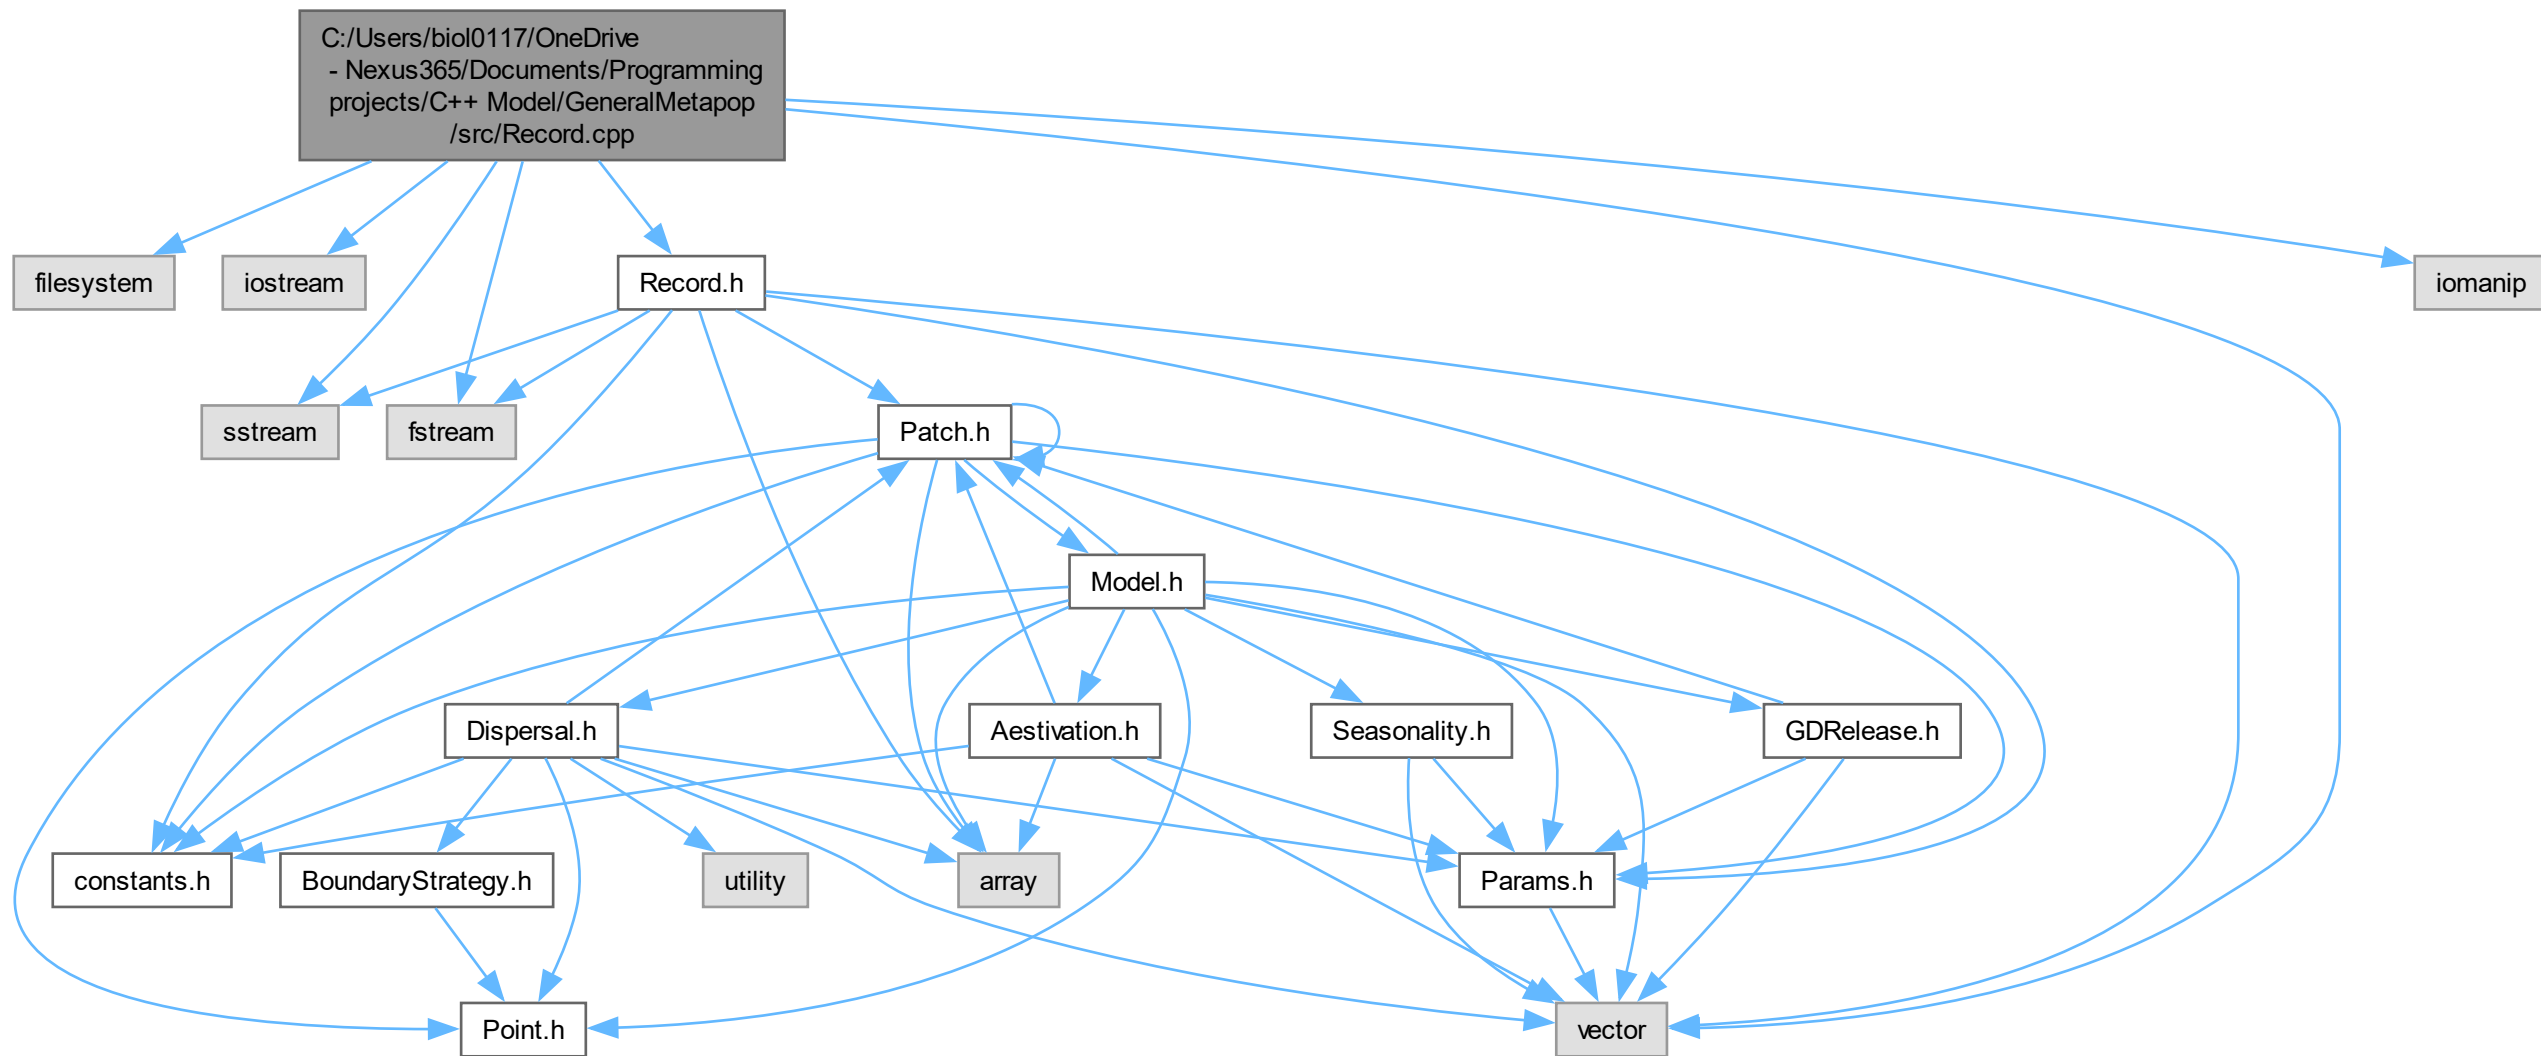 C:/Users/biol0117/OneDrive
- Nexus365/Documents/Programming
projects/C++ Model/GeneralMetapop
/src/Record.cpp
filesystem
iostream
Record.h
iomanip
sstream
fstream
Patch.h
Model.h
Dispersal.h
Aestivation.h
Seasonality.h
GDRelease.h
constants.h
BoundaryStrategy.h
utility
array
Params.h
Point.h
vector